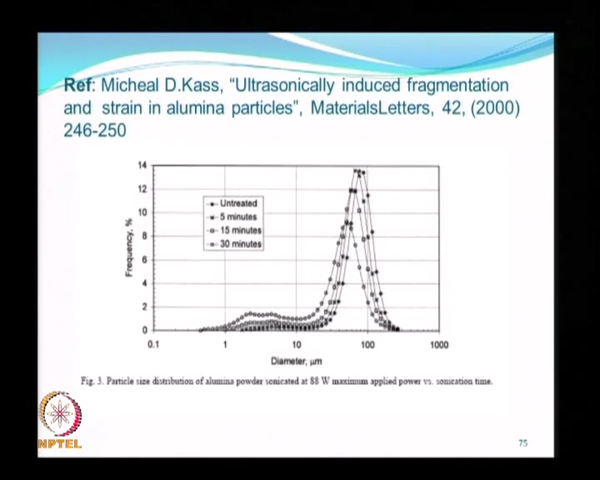 Ref: Micheal D.Kass, “Ultrasonically induced fragmentation
and strain in alumina particles”, MaterialsLetters, 42, (2000)
246-250
14
12
10
8
6
4
2
0
Frequency, %
Untreated
5 minutes
15 minutes
30 minutes
0.1
1
10
100
1000
Diameter, μm
Fig. 3. Particle size distribution of alumina powder sonicated at 88 W maximum applied power vs. sonication time.
NPTEL
75